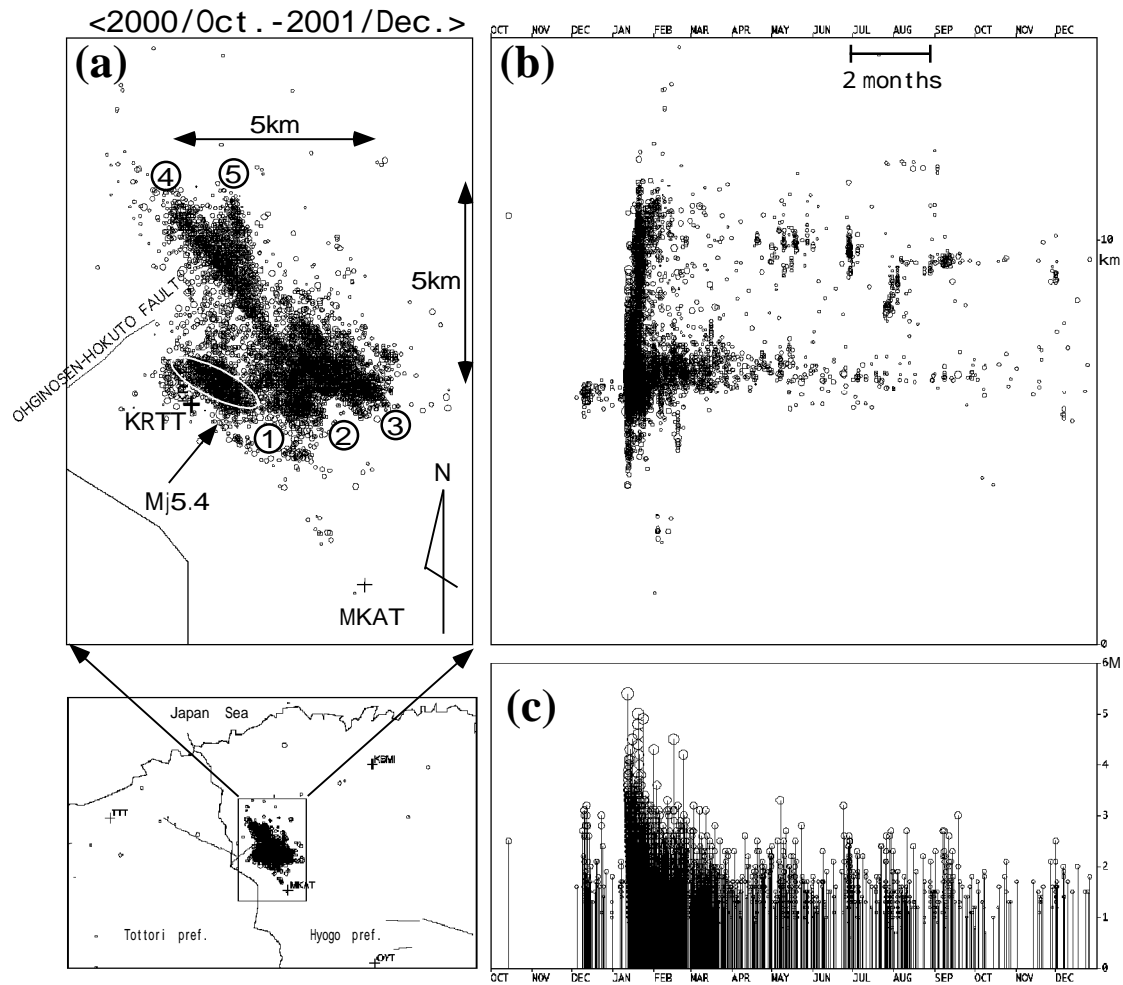 <2000/Oct.-2001/Dec.>
(a)
5km
④ ⑤
5km
OHGINOSEN-HOKUTO FAULT
KRTT
① ② ③
Mj5.4
N
MKAT
OCT NOV DEC JAN FEB MAR APR MAY JUN JUL AUG SEP OCT NOV DEC
(b)
2 months
10
km
0
Japan Sea
TTT
MKAT
Tottori pref. Hyogo pref.
OYT
(c)
6M
5
4
3
2
1
0
OCT NOV DEC JAN FEB MAR APR MAY JUN JUL AUG SEP OCT NOV DEC